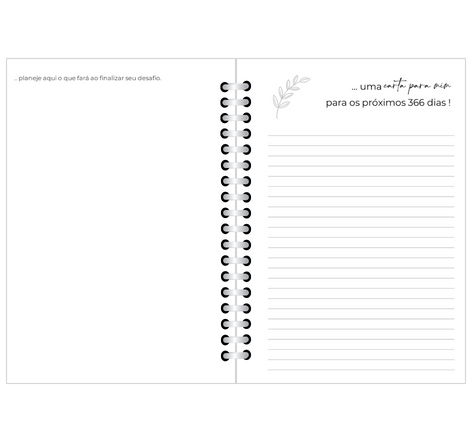 ... planeje aqui o que fará ao finalizar seu desafio.
... uma carta para mim
para os próximos 366 dias !